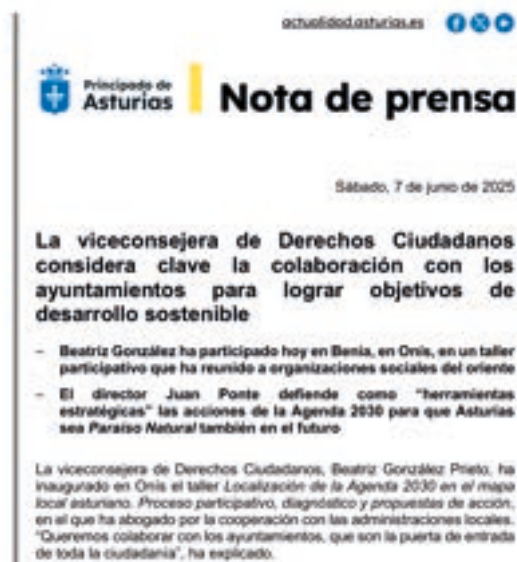 actualidad.asturias.es
Principado de
Asturias
Nota de prensa
Sábado, 7 de junio de 2025
La viceconsejera de Derechos Ciudadanos
considera clave la colaboración con los
ayuntamientos para lograr objetivos de
desarrollo sostenible
- Beatriz González ha participado hoy en Benia, en Onís, en un taller
participativo que ha reunido a organizaciones sociales del oriente
- El director Juan Ponte defiende como "herramientas
estratégicas" las acciones de la Agenda 2030 para que Asturias
sea Paraíso Natural también en el futuro
La viceconsejera de Derechos Ciudadanos, Beatriz González Prieto, ha
inaugurado en Onís el taller Localización de la Agenda 2030 en el mapa
local asturiano. Proceso participativo, diagnóstico y propuestas de acción,
en el que ha abogado por la cooperación con las administraciones locales.
"Queremos colaborar con los ayuntamientos, que son la puerta de entrada
de toda la ciudadanía", ha explicado.